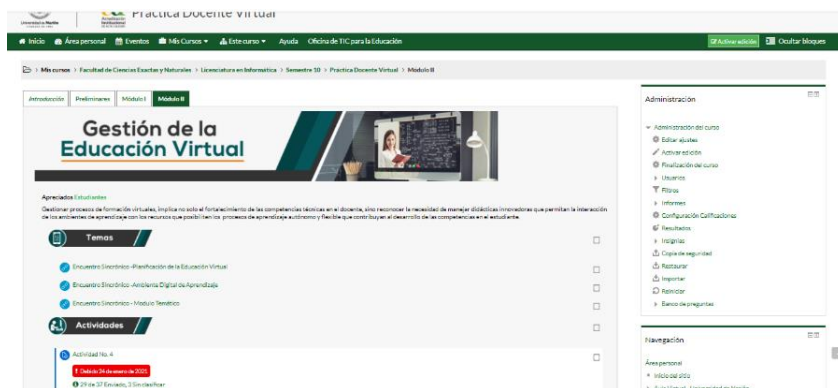 Práctica Docente Virtual
Universidad de Nariño
Acreditación
Institucional
Inicio Área personal Eventos Mis Cursos Este curso Ayuda Oficina de TIC para la Educación
Activar edición Ocultar bloques
Mis cursos > Facultad de Ciencias Exactas y Naturales > Licenciatura en Informática > Semestre 10 > Práctica Docente Virtual > Módulo II
Introducción Preliminares Módulo I Módulo II
Gestión de la
Educación Virtual
Apreciados Estudiantes
Gestionar procesos de formación virtuales, implica no solo el fortalecimiento de las competencias técnicas en el docente, sino reconocer la necesidad de manejar didácticas innovadoras que permitan la interacción
de los ambientes de aprendizaje con los recursos que posibiliten los procesos de aprendizaje autónomo y flexible que contribuyan al desarrollo de las competencias en el estudiante.
Temas
Encuentro Sincrónico -Planificación de la Educación Virtual
Encuentro Sincrónico -Ambiente Digital de Aprendizaje
Encuentro Sincrónico - Modulo Temático
Actividades
Actividad No. 4
Debido 24 de enero de 2021
29 de 37 Enviado, 3 Sin clasificar
Administración
Administración del curso
Editar ajustes
Activar edición
Finalización del curso
Usuarios
Filtros
Informes
Configuración Calificaciones
Resultados
Insignias
Copia de seguridad
Restaurar
Importar
Reiniciar
Banco de preguntas
Navegación
Área personal
Inicio del sitio